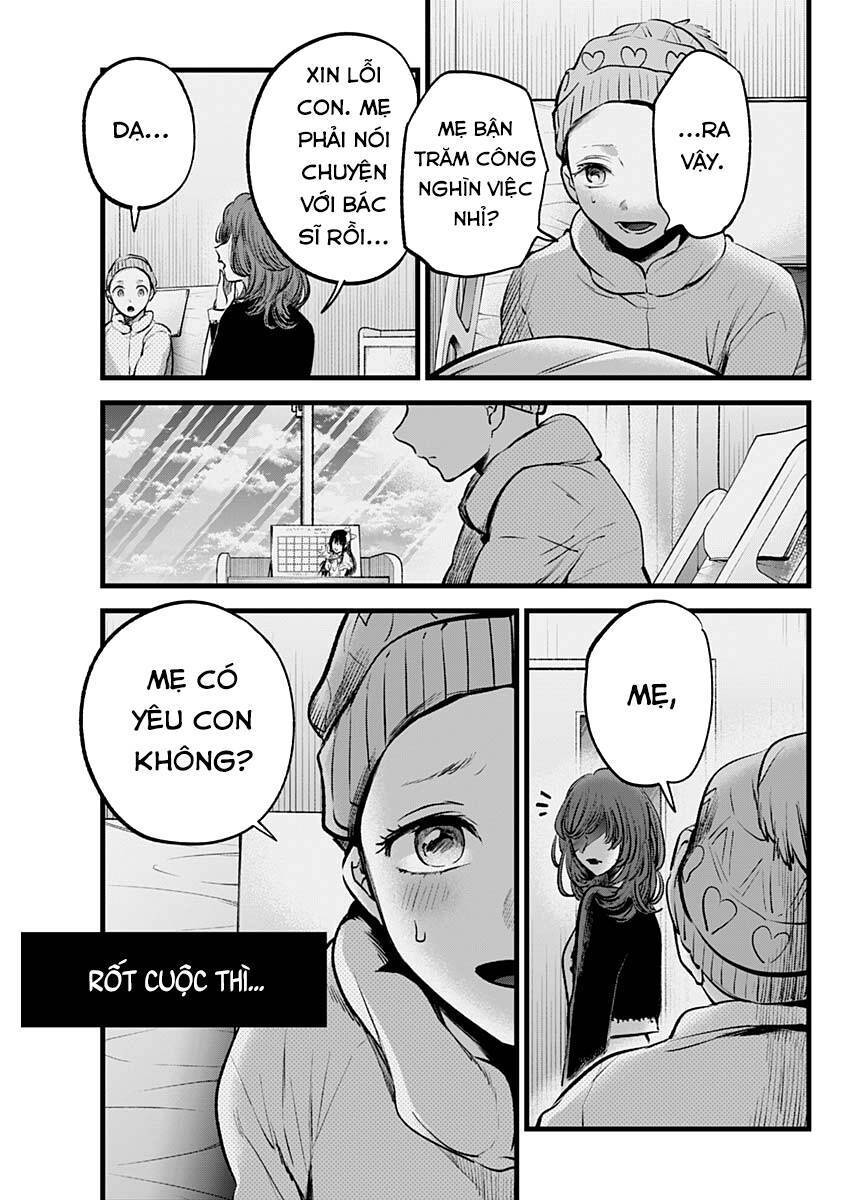 …RA
VẬY.
MẸ BẬN
TRĂM CÔNG
NGHÌN VIỆC
NHỈ?
XIN LỖI
CON. MẸ
PHẢI NÓI
CHUYỆN
VỚI BÁC
SĨ RỒI…
DẠ…
MẸ,
MẸ CÓ
YÊU CON
KHÔNG?
RỐT CUỘC THÌ…